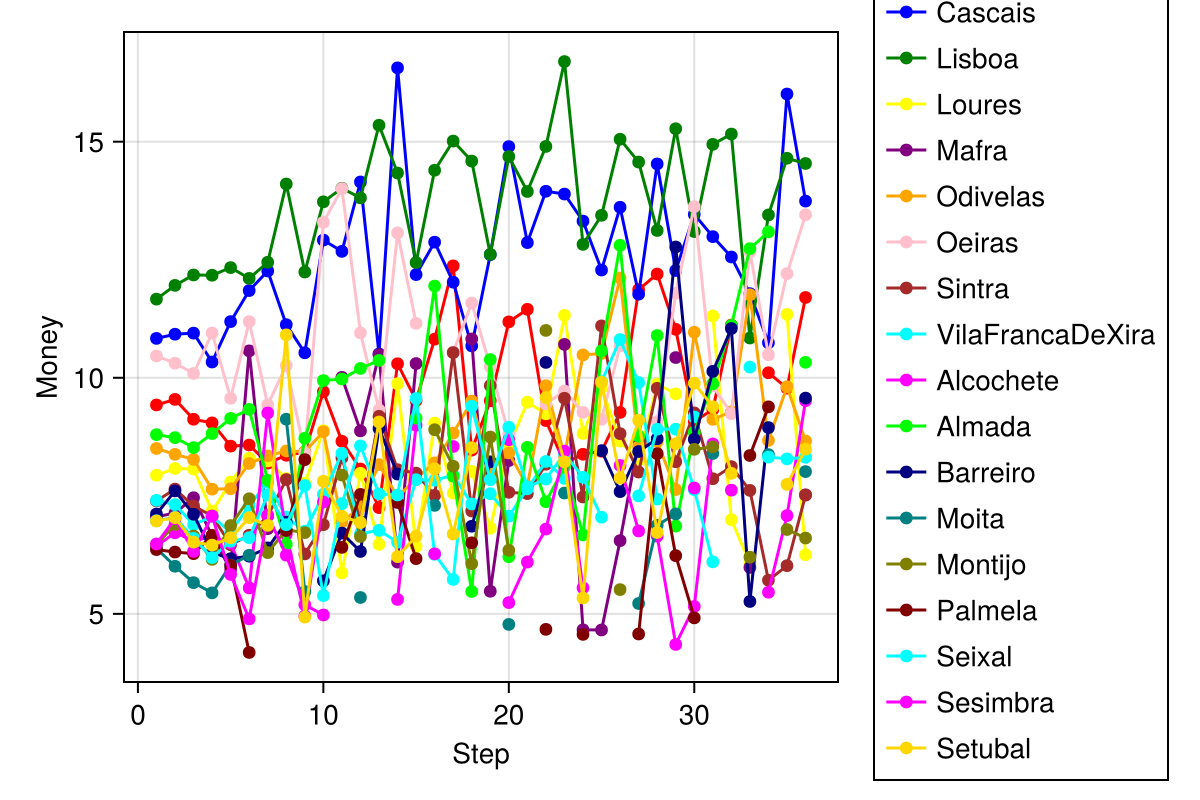 Cascais
Lisboa
Loures
Mafra
Odivelas
Oeiras
Sintra
VilaFrancaDeXira
Alcochete
Almada
Barreiro
Moita
Montijo
Palmela
Seixal
Sesimbra
Setubal
15
10
5
Money
0 10 20 30
Step